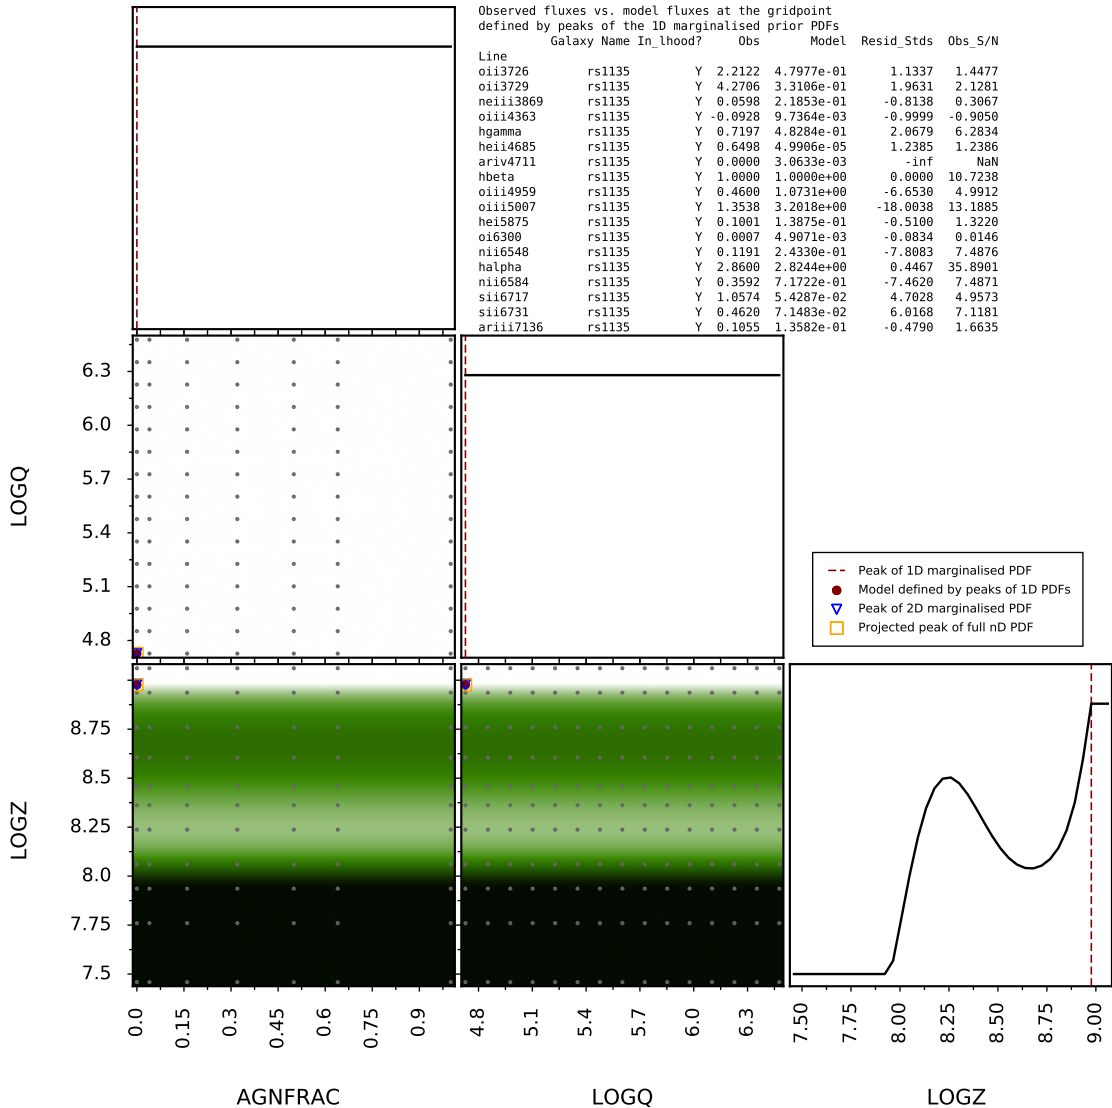 Observed fluxes vs. model fluxes at the gridpoint
defined by peaks of the 1D marginalised prior PDFs
Galaxy Name In_lhood? Obs Model Resid_Stds Obs_S/N
Line
oii3726 rs1135 Y 2.2122 4.7977e-01 1.1337 1.4477
oii3729 rs1135 Y 4.2706 3.3106e-01 1.9631 2.1281
neiii3869 rs1135 Y 0.0598 2.1853e-01 -0.8138 0.3067
oiii4363 rs1135 Y -0.0928 9.7364e-03 -0.9999 -0.9050
hgamma rs1135 Y 0.7197 4.8284e-01 2.0679 6.2834
heii4685 rs1135 Y 0.6498 4.9906e-05 1.2385 1.2386
ariv4711 rs1135 Y 0.0000 3.0633e-03 -inf NaN
hbeta rs1135 Y 1.0000 1.0000e+00 0.0000 10.7238
oiii4959 rs1135 Y 0.4600 1.0731e+00 -6.6530 4.9912
oiii5007 rs1135 Y 1.3538 3.2018e+00 -18.0038 13.1885
hei5875 rs1135 Y 0.1001 1.3875e-01 -0.5100 1.3220
oi6300 rs1135 Y 0.0007 4.9071e-03 -0.0834 0.0146
nii6548 rs1135 Y 0.1191 2.4330e-01 -7.8083 7.4876
halpha rs1135 Y 2.8600 2.8244e+00 0.4467 35.8901
nii6584 rs1135 Y 0.3592 7.1722e-01 -7.4620 7.4871
sii6717 rs1135 Y 1.0574 5.4287e-02 4.7028 4.9573
sii6731 rs1135 Y 0.4620 7.1483e-02 6.0168 7.1181
ariii7136 rs1135 Y 0.1055 1.3582e-01 -0.4790 1.6635
6.3
6.0
5.7
5.4
5.1
4.8
LOGQ
Peak of 1D marginalised PDF
Model defined by peaks of 1D PDFs
Peak of 2D marginalised PDF
Projected peak of full nD PDF
8.75
8.5
8.25
8.0
7.75
7.5
LOGZ
0.0 0.15 0.3 0.45 0.6 0.75 0.9
4.8 5.1 5.4 5.7 6.0 6.3
7.50 7.75 8.00 8.25 8.50 8.75 9.00
AGNFRAC LOGQ LOGZ